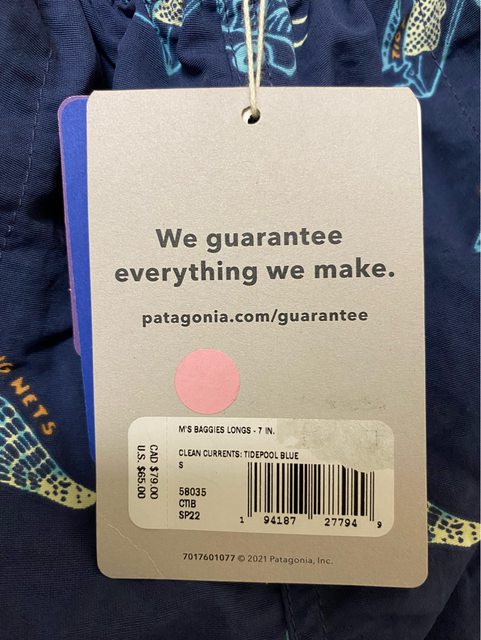 TIC
We guarantee
everything we make.
patagonia.com/guarantee
G NETS
M'S BAGGIES LONGS - 7 IN.
CLEAN CURRENTS: TIDEPOOL BLUE
S
CAD $79.00
U.S. $65.00
58035
CTIB
SP22
1 94187 27794 9
7017601077 © 2021 Patagonia, Inc.